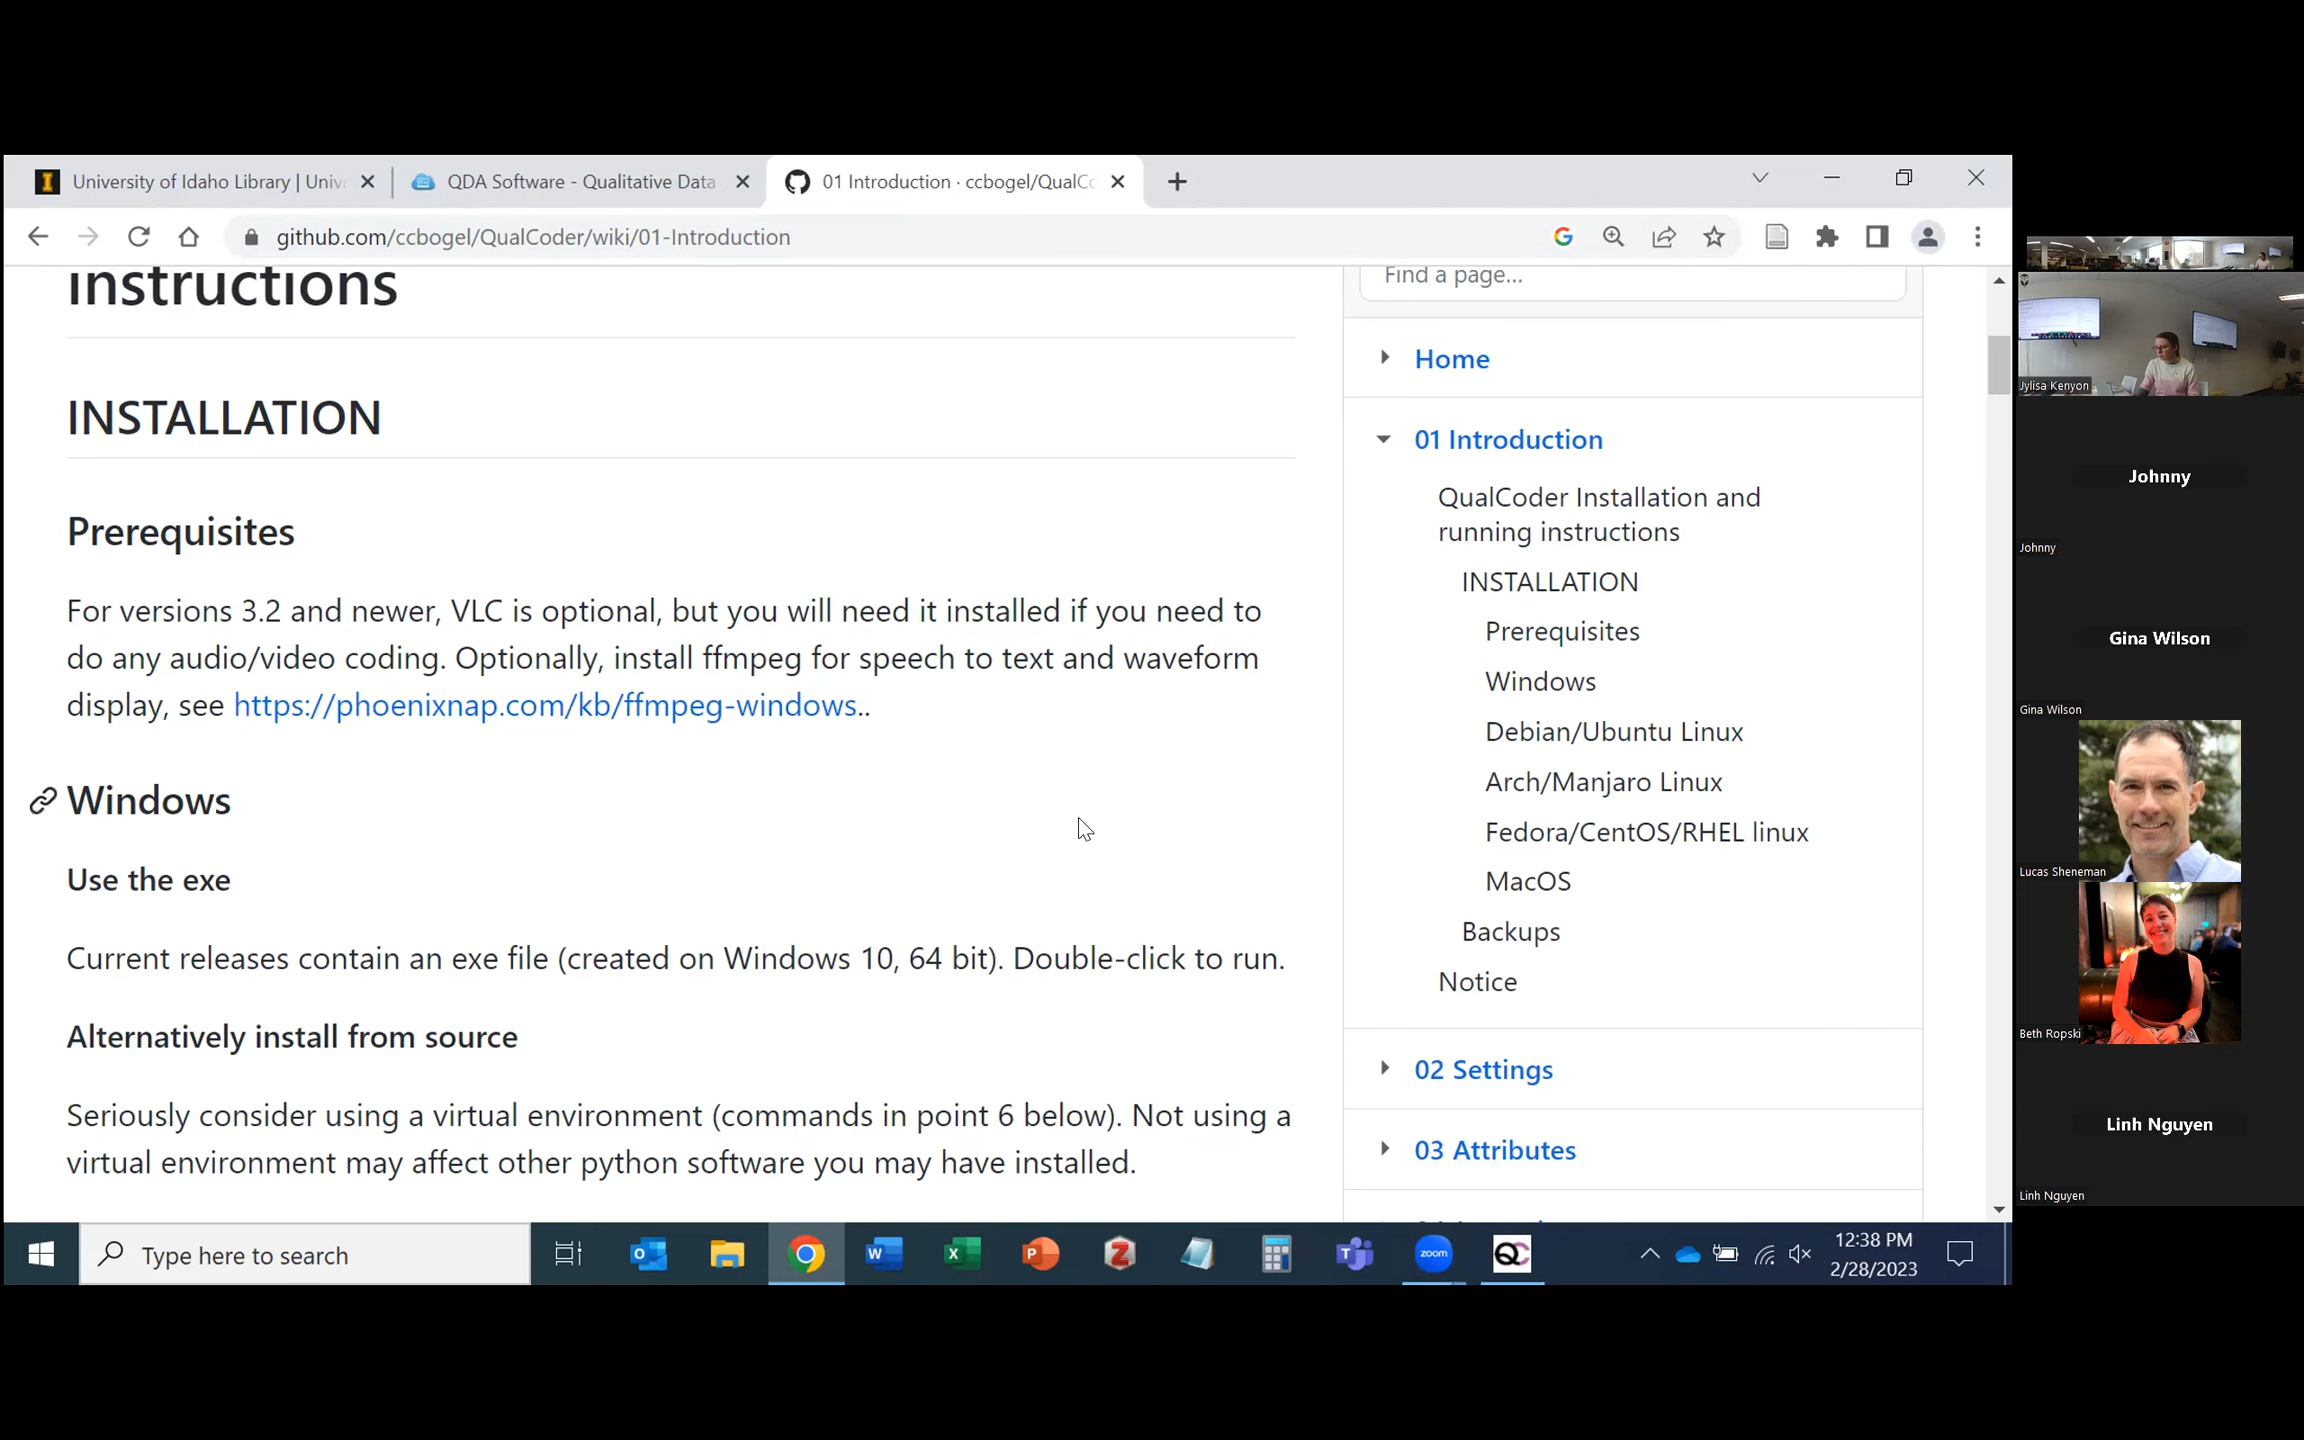 University of Idaho Library | Univ
QDA Software - Qualitative Data
01 Introduction · ccbogel/QualCo
github.com/ccbogel/QualCoder/wiki/01-Introduction
instructions
INSTALLATION
Prerequisites
For versions 3.2 and newer, VLC is optional, but you will need it installed if you need to
do any audio/video coding. Optionally, install ffmpeg for speech to text and waveform
display, see https://phoenixnap.com/kb/ffmpeg-windows..
Windows
Use the exe
Current releases contain an exe file (created on Windows 10, 64 bit). Double-click to run.
Alternatively install from source
Seriously consider using a virtual environment (commands in point 6 below). Not using a
virtual environment may affect other python software you may have installed.
Find a page...
Home
01 Introduction
QualCoder Installation and
running instructions
INSTALLATION
Prerequisites
Windows
Debian/Ubuntu Linux
Arch/Manjaro Linux
Fedora/CentOS/RHEL linux
MacOS
Backups
Notice
02 Settings
03 Attributes
Type here to search
zoom
QC
12:38 PM
2/28/2023
Jylisa Kenyon
Johnny
Johnny
Gina Wilson
Gina Wilson
Lucas Sheneman
Beth Ropski
Linh Nguyen
Linh Nguyen